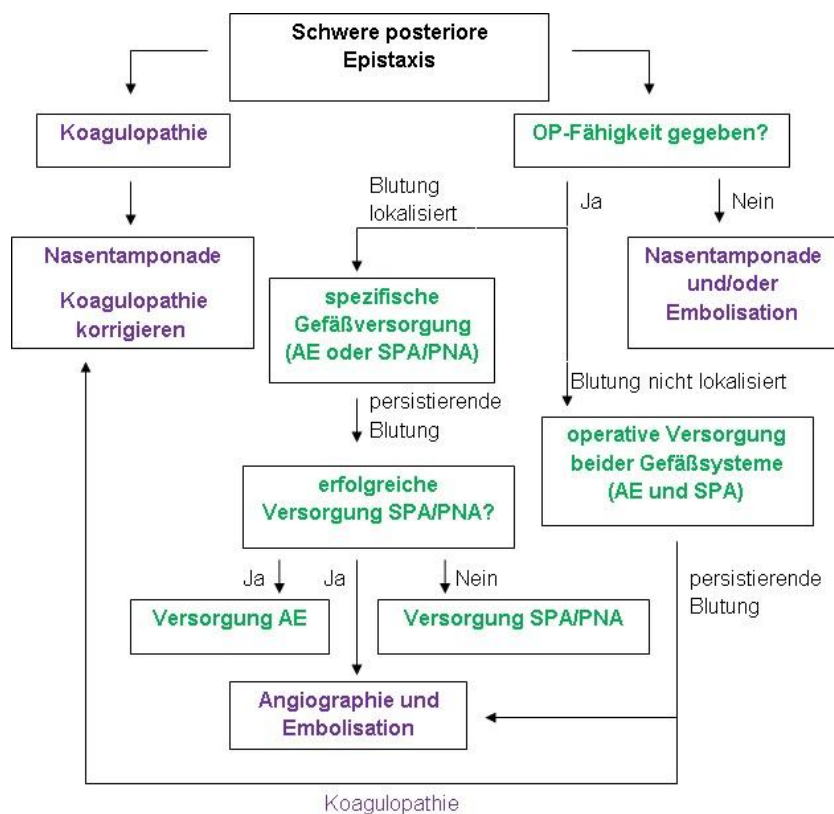 Schwere posteriore
Epistaxis
Koagulopathie
OP-Fähigkeit gegeben?
Blutung
lokalisiert
Ja
Nein
Nasentamponade
Koagulopathie
korrigieren
spezifische
Gefäßversorgung
(AE oder SPA/PNA)
Nasentamponade
und/oder
Embolisation
Blutung nicht lokalisiert
persistierende
Blutung
operative Versorgung
beider Gefäßsysteme
(AE und SPA)
erfolgreiche
Versorgung SPA/PNA?
Ja
Ja
Nein
persistierende
Blutung
Versorgung AE
Versorgung SPA/PNA
Angiographie und
Embolisation
Koagulopathie